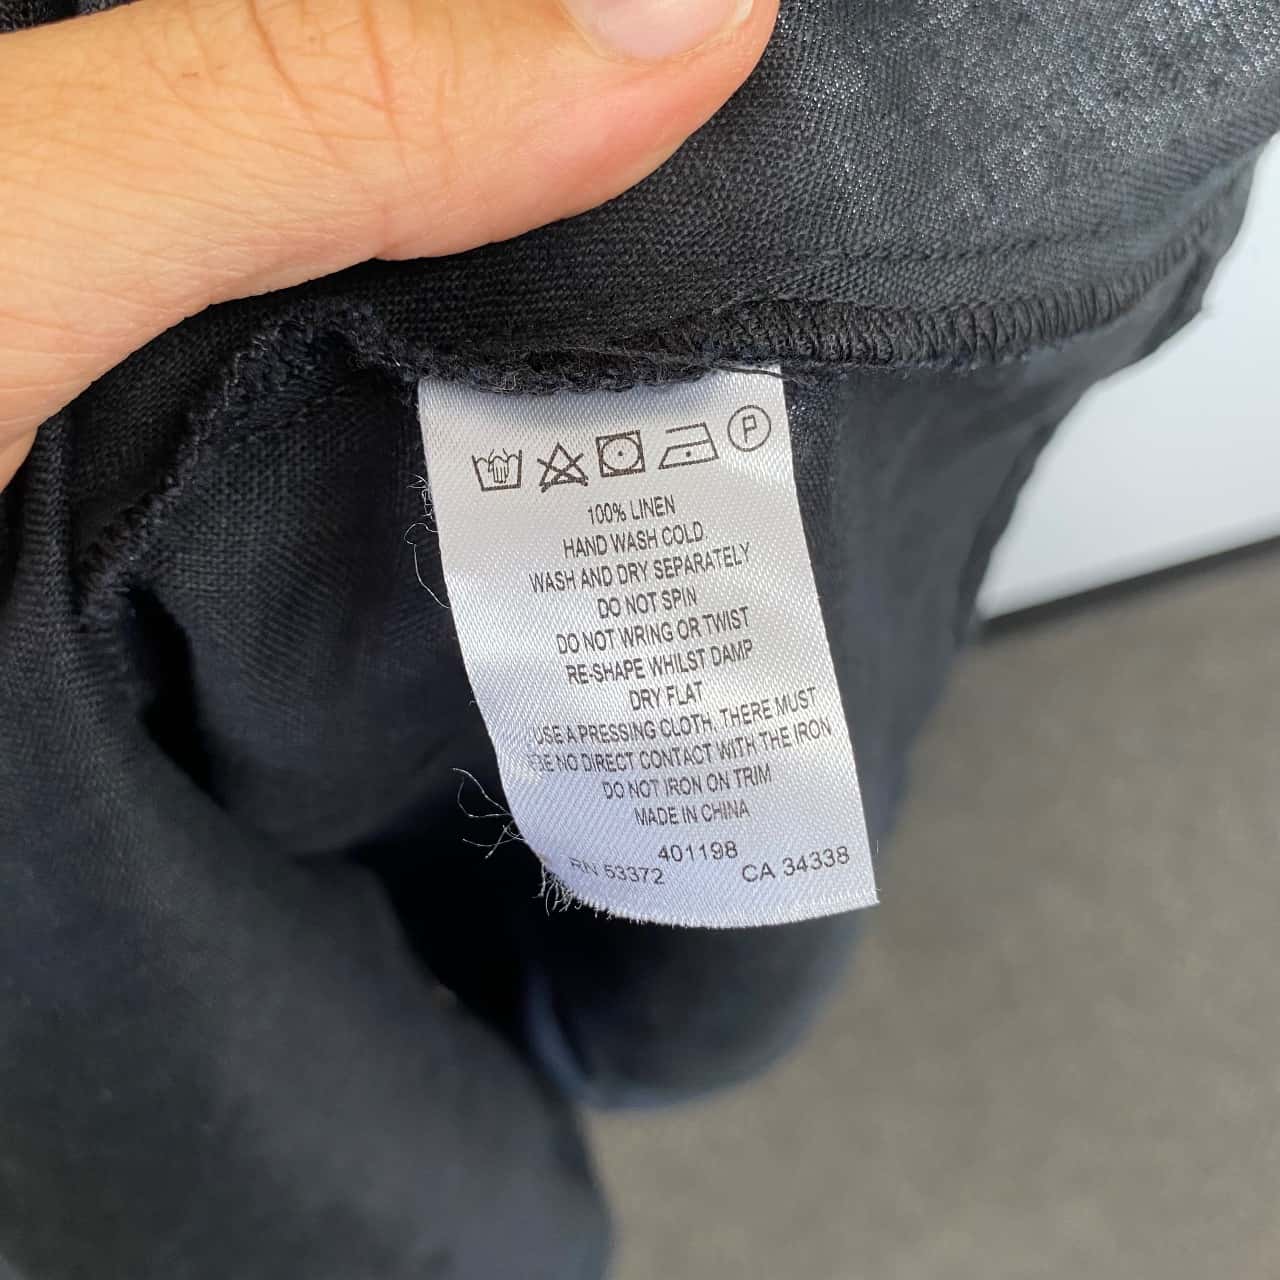 P
100% LINEN
HAND WASH COLD
WASH AND DRY SEPARATELY
DO NOT SPIN
DO NOT WRING OR TWIST
RE-SHAPE WHILST DAMP
DRY FLAT
USE A PRESSING CLOTH, THERE MUST
BE NO DIRECT CONTACT WITH THE IRON
DO NOT IRON ON TRIM
MADE IN CHINA
401198
RN 53372 CA 34338